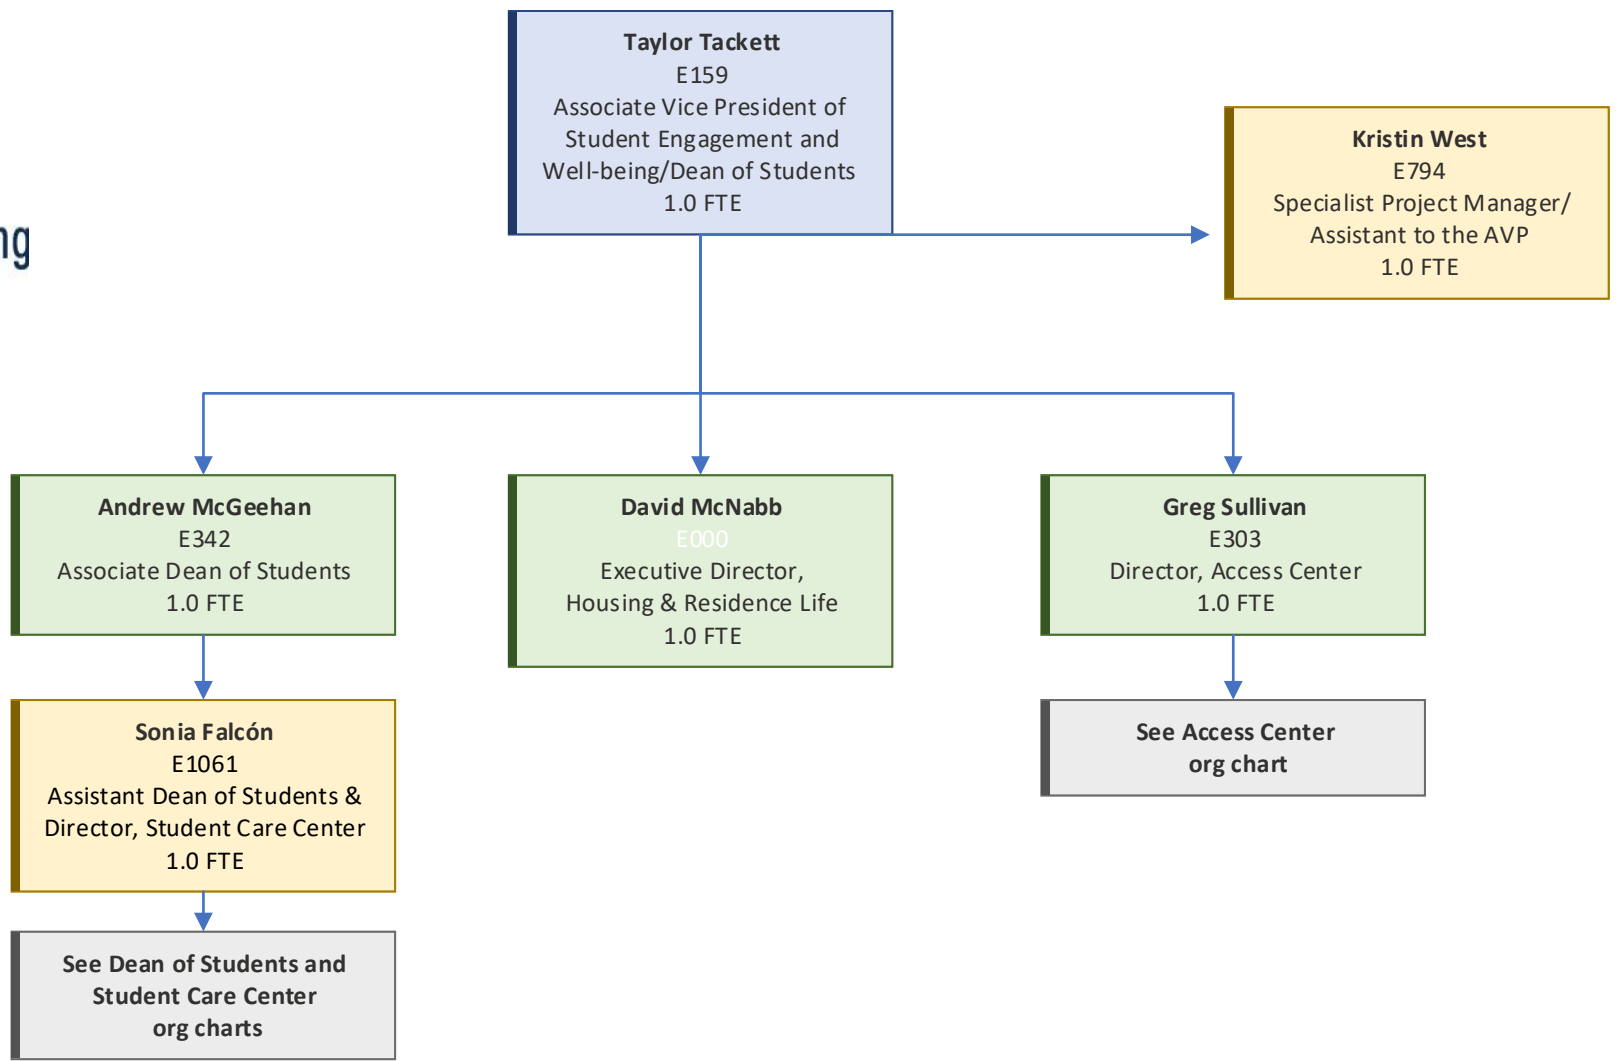 Taylor Tackett
E159
Associate Vice President of
Student Engagement and
Well-being/Dean of Students
1.0 FTE
Kristin West
E794
Specialist Project Manager/
Assistant to the AVP
1.0 FTE
ng
Andrew McGeehan
E342
Associate Dean of Students
1.0 FTE
David McNabb
E000
Executive Director,
Housing & Residence Life
1.0 FTE
Greg Sullivan
E303
Director, Access Center
1.0 FTE
Sonia Falcón
E1061
Assistant Dean of Students &
Director, Student Care Center
1.0 FTE
See Access Center
org chart
See Dean of Students and
Student Care Center
org charts